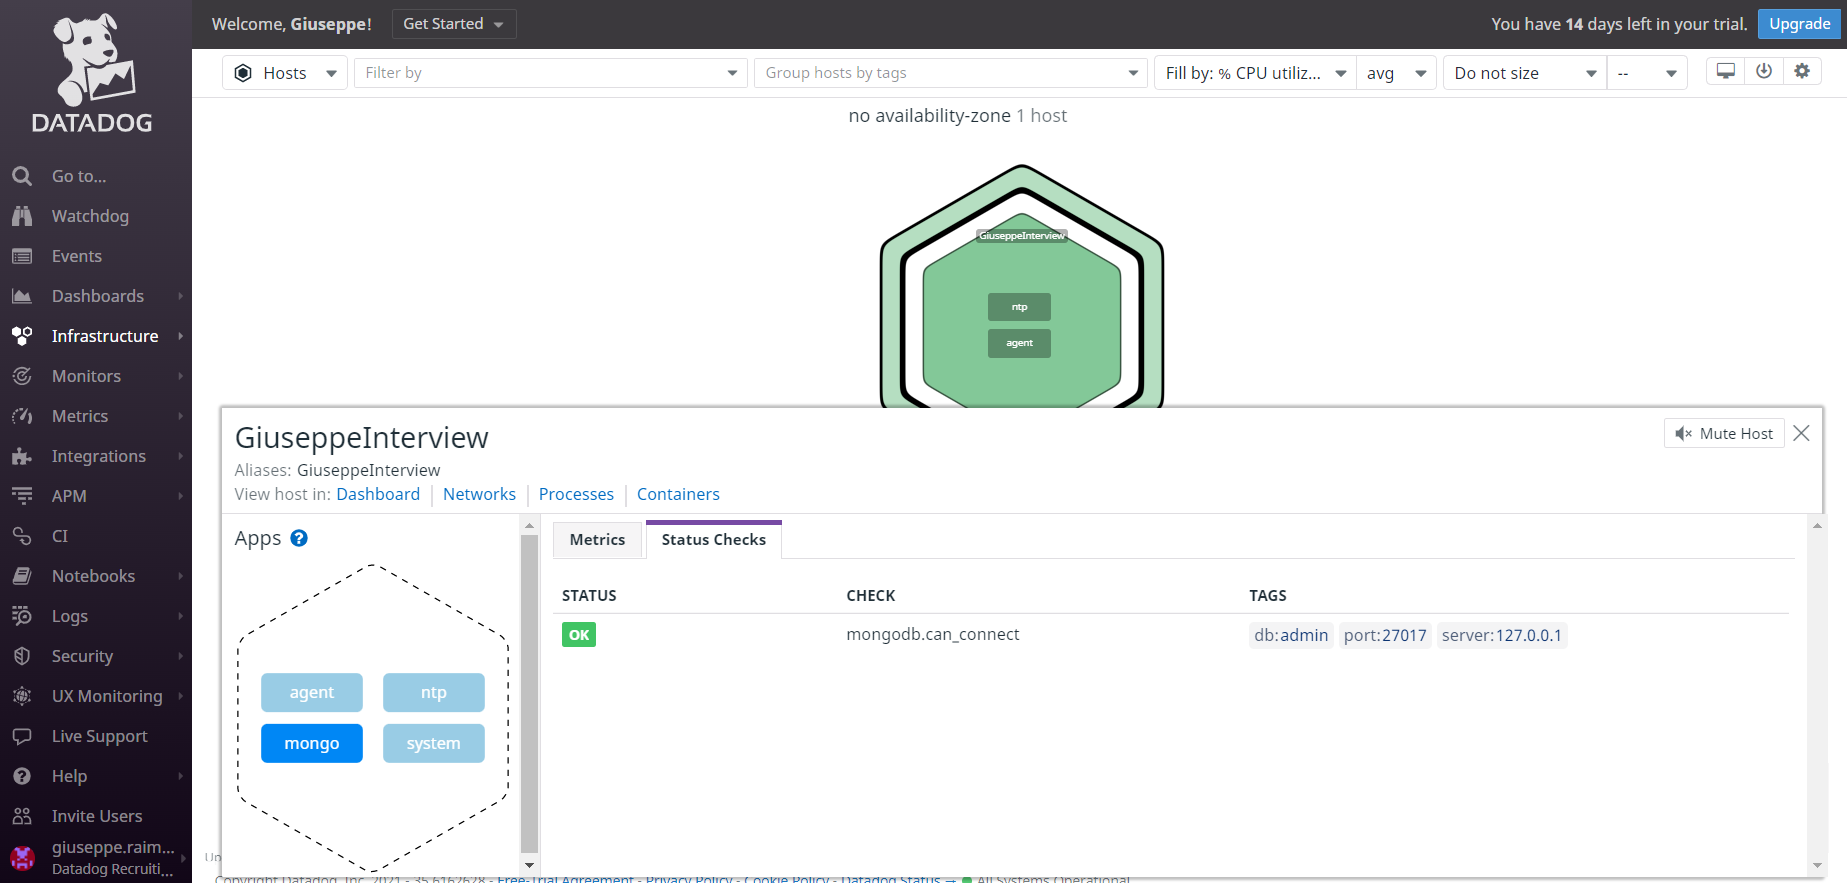 DATADOG
Go to...
Watchdog
Events
Dashboards
Infrastructure
Monitors
Metrics
Integrations
APM
CI
Notebooks
Logs
Security
UX Monitoring
Live Support
Help
Invite Users
giuseppe.raim...
Datadog Recruiti...
Welcome, Giuseppe!
Get Started
You have 14 days left in your trial.
Upgrade
Hosts
Filter by
Group hosts by tags
Fill by: % CPU utiliz...
avg
Do not size
--
no availability-zone 1 host
GiuseppeInterview
ntp
agent
GiuseppeInterview
Mute Host
Aliases: GiuseppeInterview
View host in: Dashboard Networks Processes Containers
Apps ?
agent ntp
mongo system
Metrics Status Checks
STATUS CHECK TAGS
OK mongodb.can_connect db:admin port:27017 server:127.0.0.1
Up
Copyright Datadog, Inc. 2021 - 35.6162628 - Free-Trial Agreement - Privacy Policy - Cookie Policy - Datadog Status → All Systems Operational